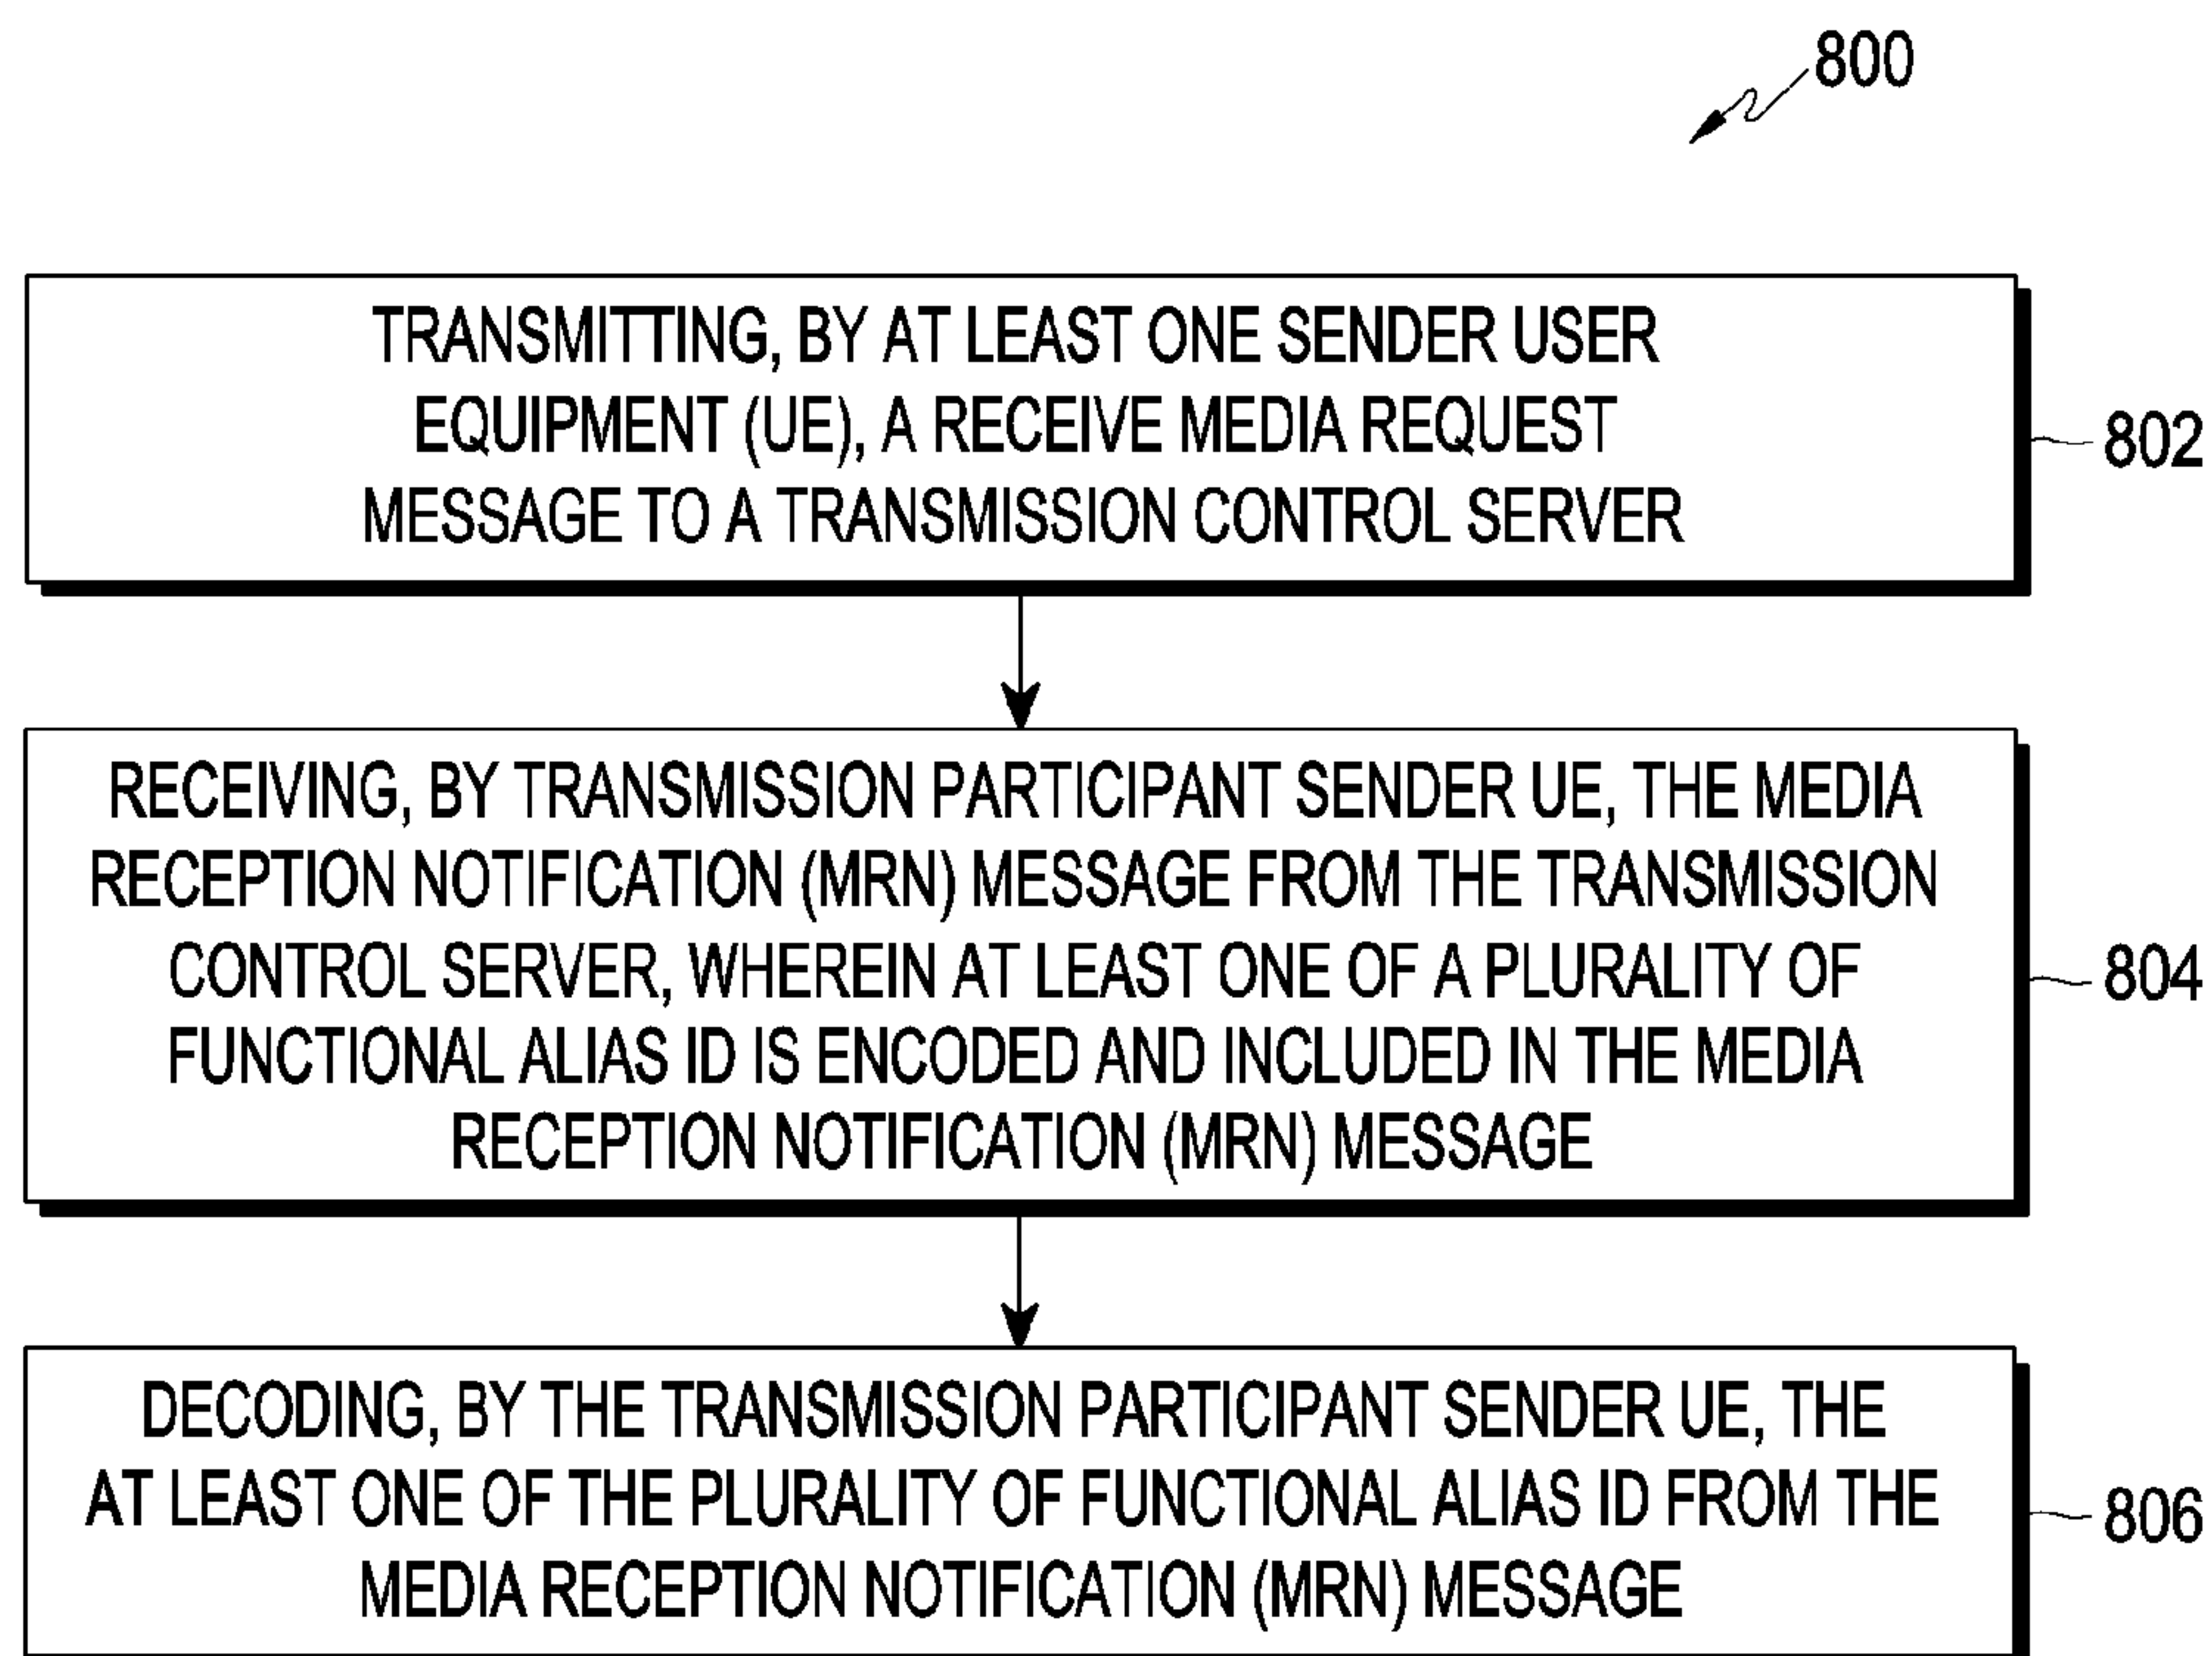 800
TRANSMITTING, BY AT LEAST ONE SENDER USER
EQUIPMENT (UE), A RECEIVE MEDIA REQUEST
MESSAGE TO A TRANSMISSION CONTROL SERVER
802
RECEIVING, BY TRANSMISSION PARTICIPANT SENDER UE, THE MEDIA
RECEPTION NOTIFICATION (MRN) MESSAGE FROM THE TRANSMISSION
CONTROL SERVER, WHEREIN AT LEAST ONE OF A PLURALITY OF
FUNCTIONAL ALIAS ID IS ENCODED AND INCLUDED IN THE MEDIA
RECEPTION NOTIFICATION (MRN) MESSAGE
804
DECODING, BY THE TRANSMISSION PARTICIPANT SENDER UE, THE
AT LEAST ONE OF THE PLURALITY OF FUNCTIONAL ALIAS ID FROM THE
MEDIA RECEPTION NOTIFICATION (MRN) MESSAGE
806